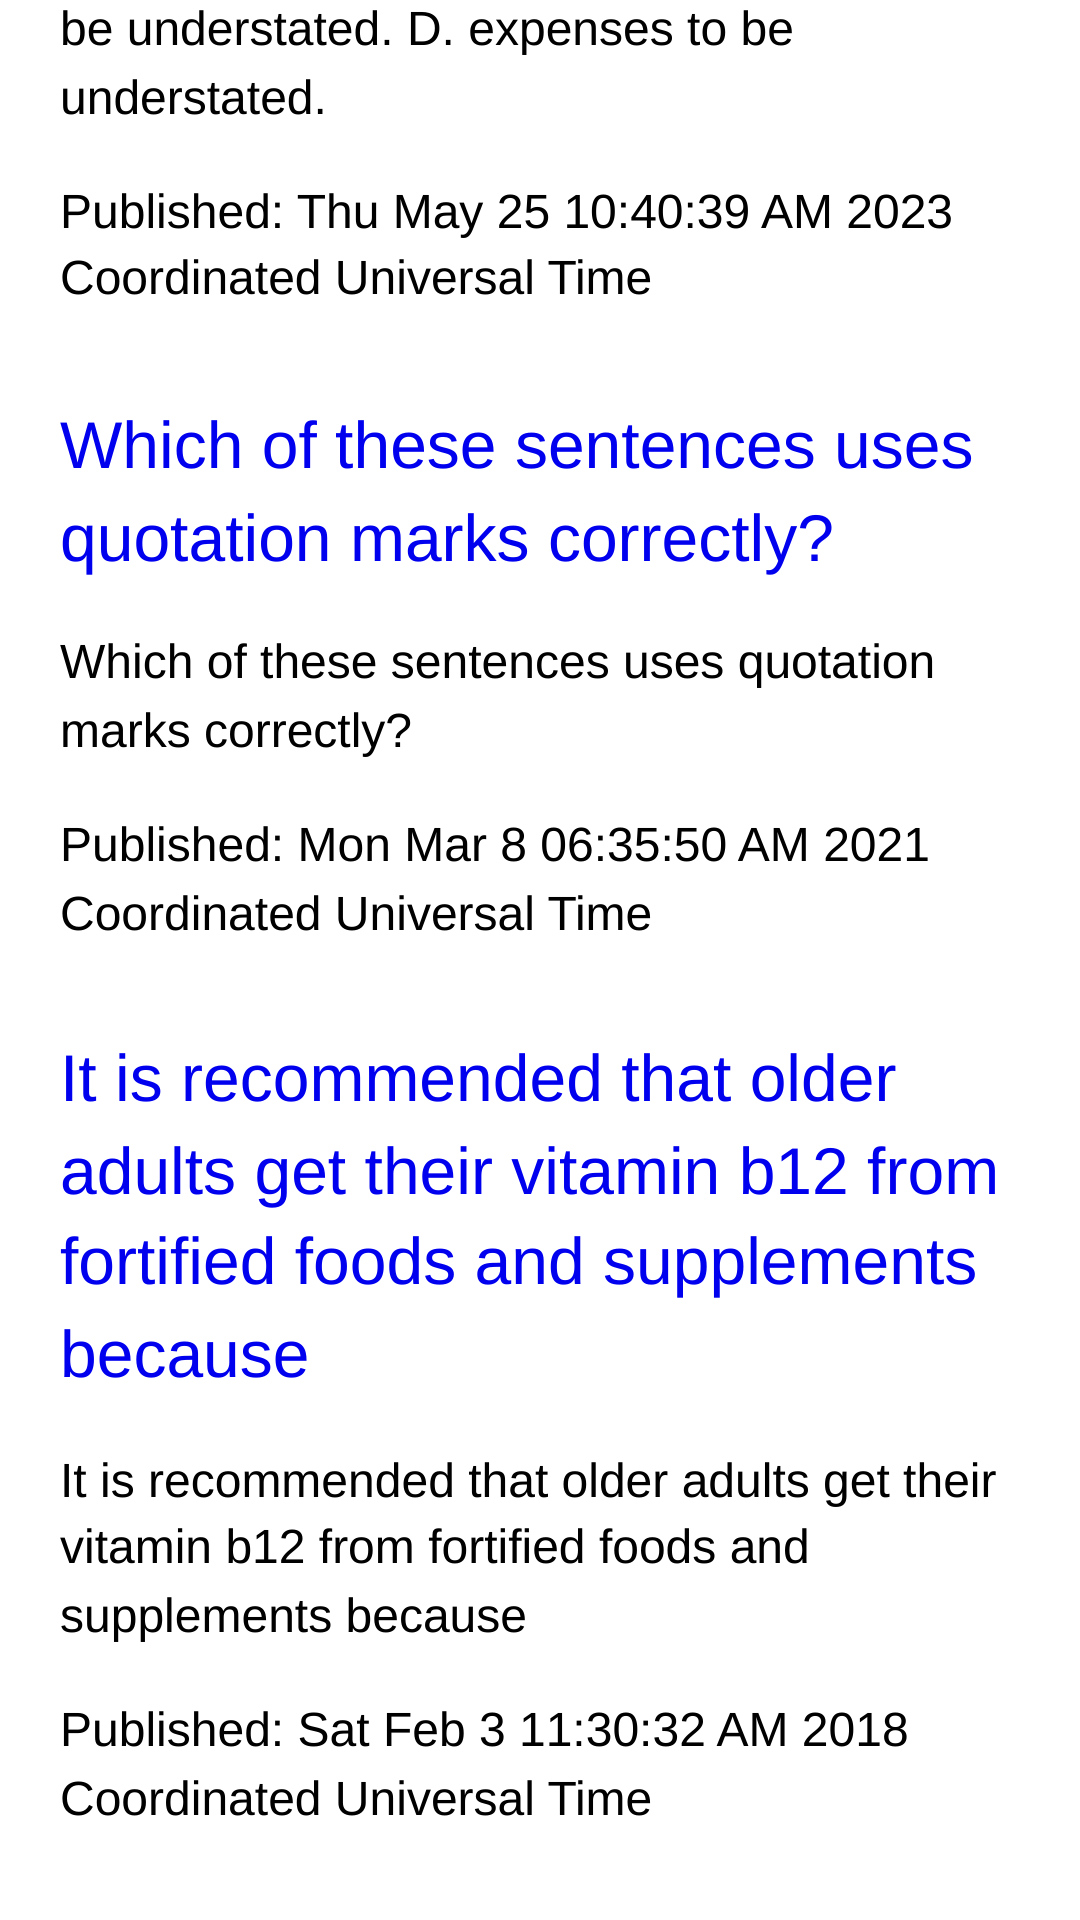 be understated. D. expenses to be
understated.
Published: Thu May 25 10:40:39 AM 2023
Coordinated Universal Time
Which of these sentences uses
quotation marks correctly?
Which of these sentences uses quotation
marks correctly?
Published: Mon Mar 8 06:35:50 AM 2021
Coordinated Universal Time
It is recommended that older
adults get their vitamin b12 from
fortified foods and supplements
because
It is recommended that older adults get their
vitamin b12 from fortified foods and
supplements because
Published: Sat Feb 3 11:30:32 AM 2018
Coordinated Universal Time